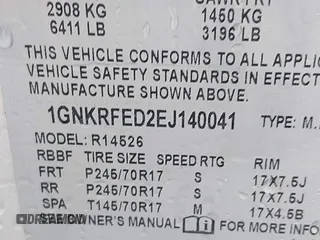 2908 KG 1450 KG
6411 LB 3196 LB
THIS VEHICLE CONFORMS TO ALL APPLIC
VEHICLE SAFETY STANDARDS IN EFFECT
MANUFACTURE SHOWN ABOVE.
1GNKRFED2EJ140041 TYPE: M.
MODEL: R14526
RBBF TIRE SIZE SPEED RTG RIM
FRT P245/70R17 S 17X7.5J
RR P245/70R17 S 17X7.5J
SPA T145/70R17 M 17X4.5B
SEE OWNER'S MANUAL FOR MORE INFO